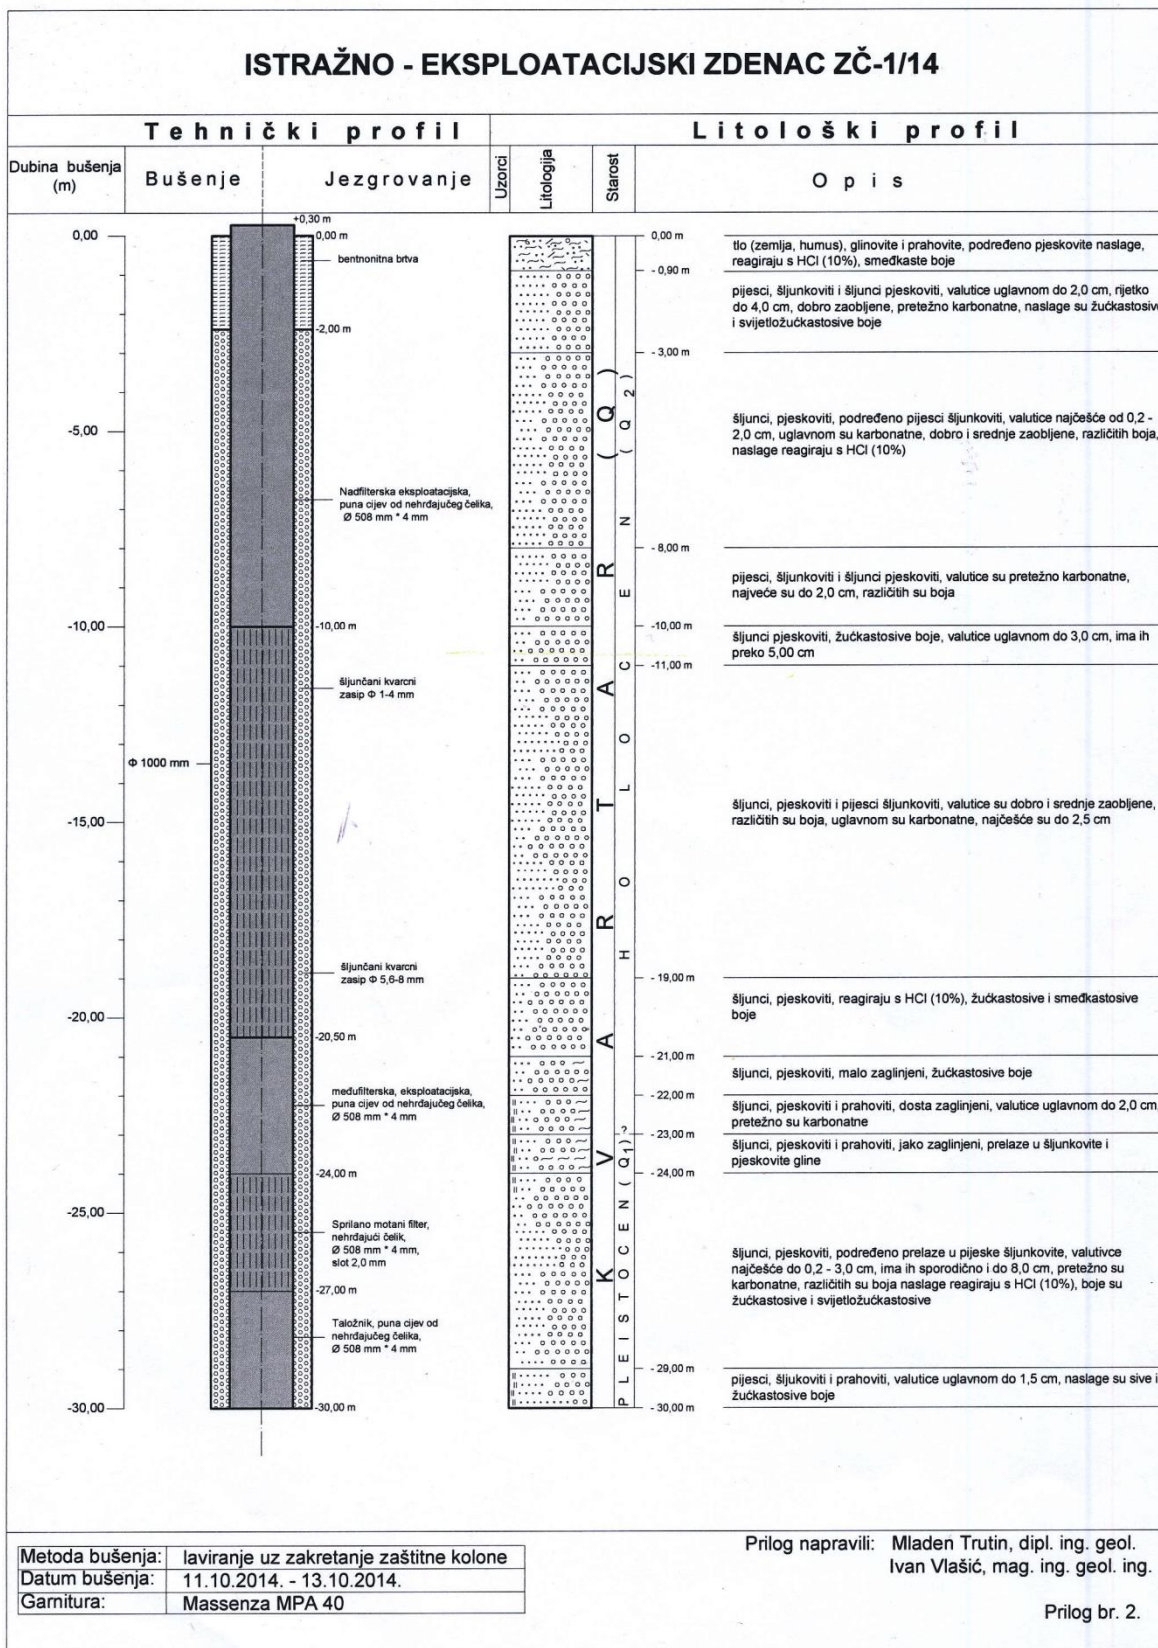 ISTRAŽNO - EKSPLOATACIJSKI ZDENAC ZČ-1/14
Tehnički profil
Litološki profil
Dubina bušenja
(m)
Bušenje
Jezgrovanje
Uzorci
Litologija
Starost
Opis
0,00
-5,00
-10,00
-15,00
-20,00
-25,00
-30,00
+0,30 m
0,00 m
bentnonitna brtva
-2,00 m
Nadfilterska eksploatacijska,
puna cijev od nehrđajučeg čelika,
Ø 508 mm * 4 mm
-10,00 m
šljunčani kvarcni
zasip Φ 1-4 mm
Φ 1000 mm
šljunčani kvarcni
zasip Φ 5,6-8 mm
-20,50 m
međufilterska, eksploatacijska,
puna cijev od nehrđajučeg čelika,
Ø 508 mm * 4 mm
-24,00 m
Sprilano motani filter,
nehrđajući čelik,
Ø 508 mm * 4 mm,
slot 2,0 mm
-27,00 m
Taložnik, puna cijev od
nehrđajučeg čelika,
Ø 508 mm * 4 mm
-30,00 m
KVARTAR (Q)
HOLOCEN (Q2)
PLEISTOCEN (Q1)?
0,00 m
tlo (zemlja, humus), glinovite i prahovite, podređeno pjeskovite naslage,
reagiraju s HCl (10%), smeđkaste boje
- 0,90 m
pijesci, šljunkoviti i šljunci pjeskoviti, valutice uglavnom do 2,0 cm, rijetko
do 4,0 cm, dobro zaobljene, pretežno karbonatne, naslage su žućkastosive
i svijetložućkastosive boje
- 3,00 m
šljunci, pjeskoviti, podređeno pijesci šljunkoviti, valutice najčešće od 0,2 -
2,0 cm, uglavnom su karbonatne, dobro i srednje zaobljene, različitih boja,
naslage reagiraju s HCl (10%)
- 8,00 m
pijesci, šljunkoviti i šljunci pjeskoviti, valutice su pretežno karbonatne,
najveće su do 2,0 cm, različitih su boja
-10,00 m
šljunci pjeskoviti, žućkastosive boje, valutice uglavnom do 3,0 cm, ima ih
preko 5,00 cm
-11,00 m
šljunci, pjeskoviti i pijesci šljunkoviti, valutice su dobro i srednje zaobljene,
različitih su boja, uglavnom su karbonatne, najčešće su do 2,5 cm
- 19,00 m
šljunci, pjeskoviti, reagiraju s HCl (10%), žućkastosive i smeđkastosive
boje
- 21,00 m
šljunci, pjeskoviti, malo zaglinjeni, žućkastosive boje
- 22,00 m
šljunci, pjeskoviti i prahoviti, dosta zaglinjeni, valutice uglavnom do 2,0 cm
pretežno su karbonatne
- 23,00 m
šljunci, pjeskoviti i prahoviti, jako zaglinjeni, prelaze u šljunkovite i
pjeskovite gline
- 24,00 m
šljunci, pjeskoviti, podređeno prelaze u pijeske šljunkovite, valutivce
najčešće do 0,2 - 3,0 cm, ima ih sporodično i do 8,0 cm, pretežno su
karbonatne, različitih su boja naslage reagiraju s HCl (10%), boje su
žućkastosive i svijetložućkastosive
- 29,00 m
pijesci, šljukoviti i prahoviti, valutice uglavnom do 1,5 cm, naslage su sive i
žućkastosive boje
- 30,00 m
Metoda bušenja: laviranje uz zakretanje zaštitne kolone
Datum bušenja: 11.10.2014. - 13.10.2014.
Garnitura: Massenza MPA 40
Prilog napravili: Mladen Trutin, dipl. ing. geol.
Ivan Vlašić, mag. ing. geol. ing.
Prilog br. 2.